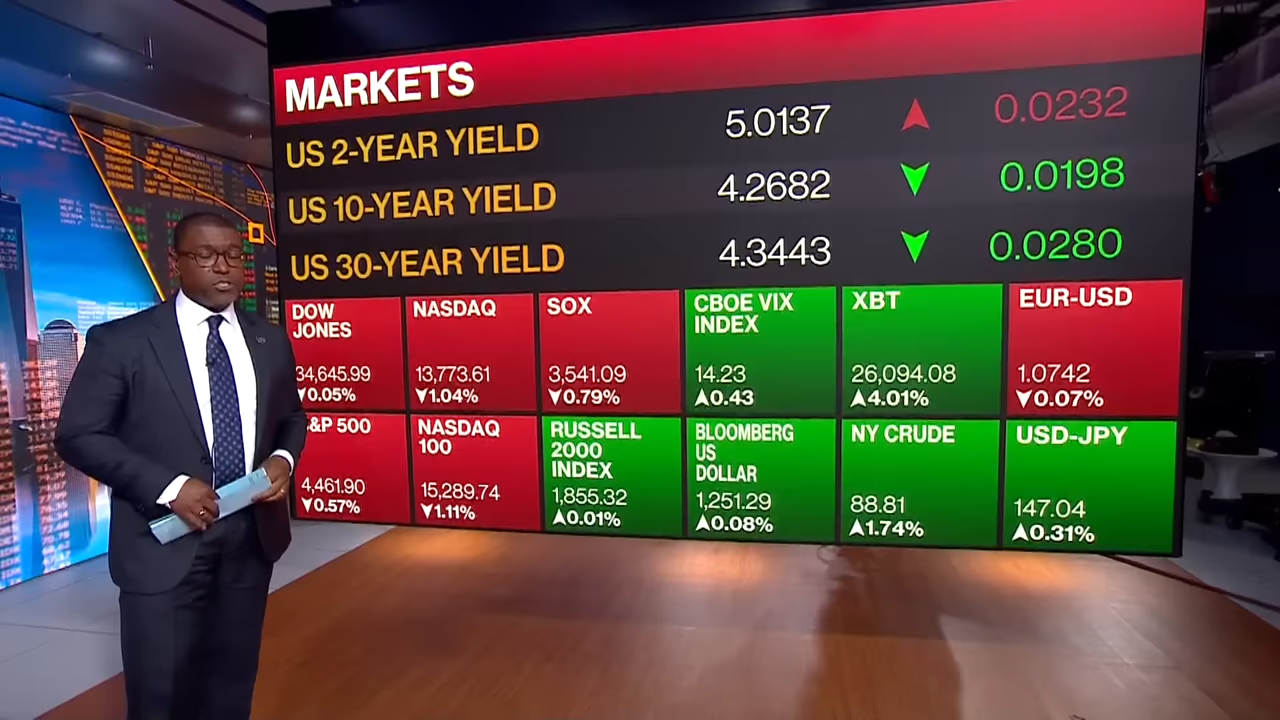 MARKETS
US 2-YEAR YIELD 5.0137 ▲ 0.0232
US 10-YEAR YIELD 4.2682 ▼ 0.0198
US 30-YEAR YIELD 4.3443 ▼ 0.0280
DOW
JONES
34,645.99
▼0.05%
NASDAQ
13,773.61
▼1.04%
SOX
3,541.09
▼0.79%
CBOE VIX
INDEX
14.23
▲0.43
XBT
26,094.08
▲4.01%
EUR-USD
1.0742
▼0.07%
&P 500
4,461.90
▼0.57%
NASDAQ
100
15,289.74
▼1.11%
RUSSELL
2000
INDEX
1,855.32
▲0.01%
BLOOMBERG
US
DOLLAR
1,251.29
▲0.08%
NY CRUDE
88.81
▲1.74%
USD-JPY
147.04
▲0.31%